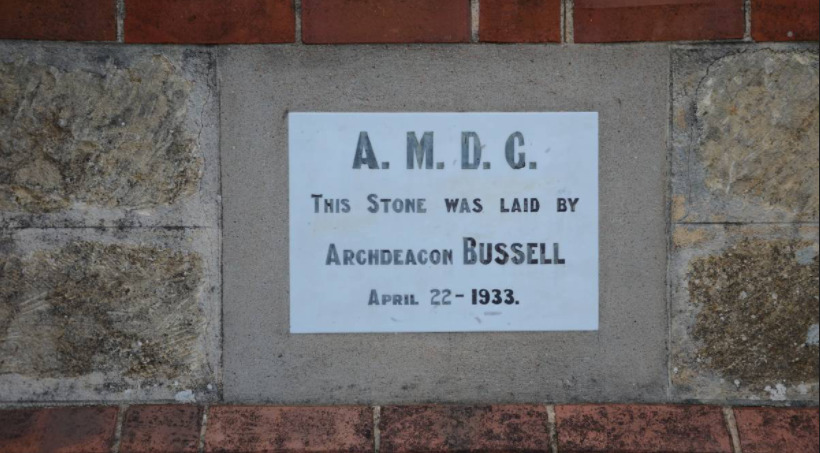 A. M. D. G.
THIS STONE WAS LAID BY
ARCHDEACON BUSSELL
APRIL 22-1933.